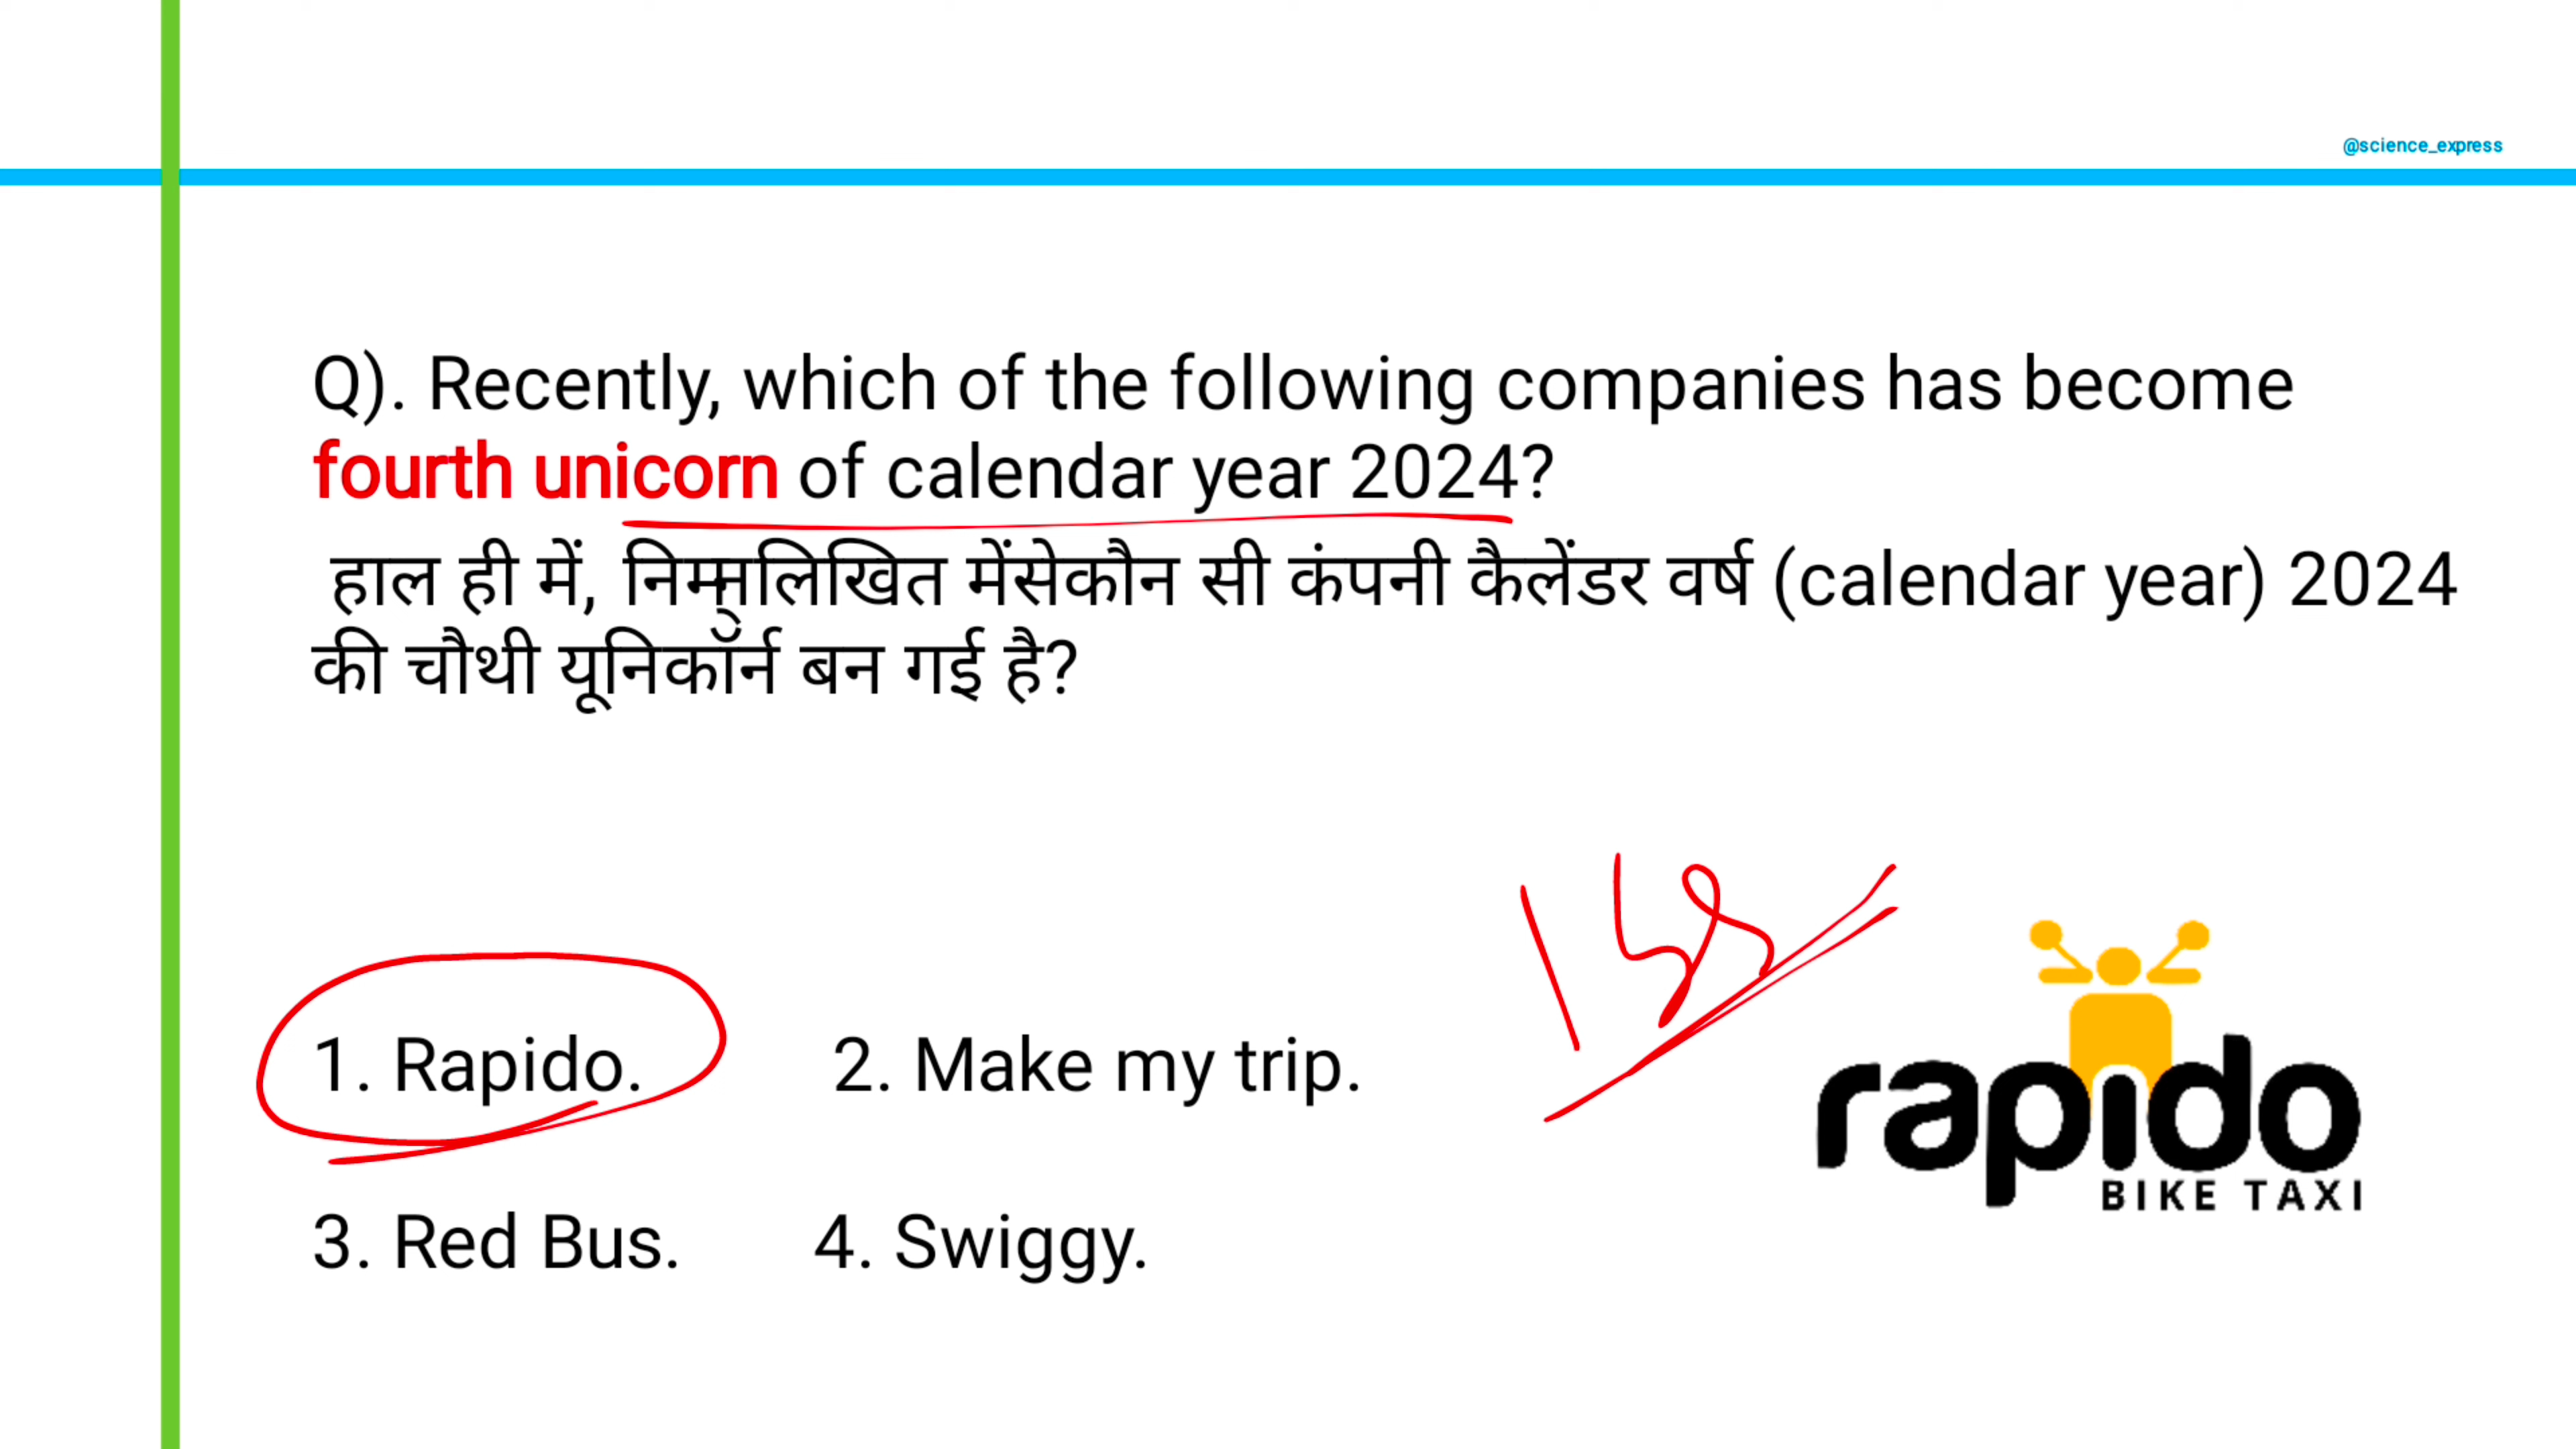 @science_express
Q). Recently, which of the following companies has become
fourth unicorn of calendar year 2024?
हाल ही में, निम्नलिखित मेंसेकौन सी कंपनी कैलेंडर वर्ष (calendar year) 2024
की चौथी यूनिकॉर्न बन गई है?
1. Rapido. 2. Make my trip.
3. Red Bus. 4. Swiggy.
rapido
BIKE TAXI